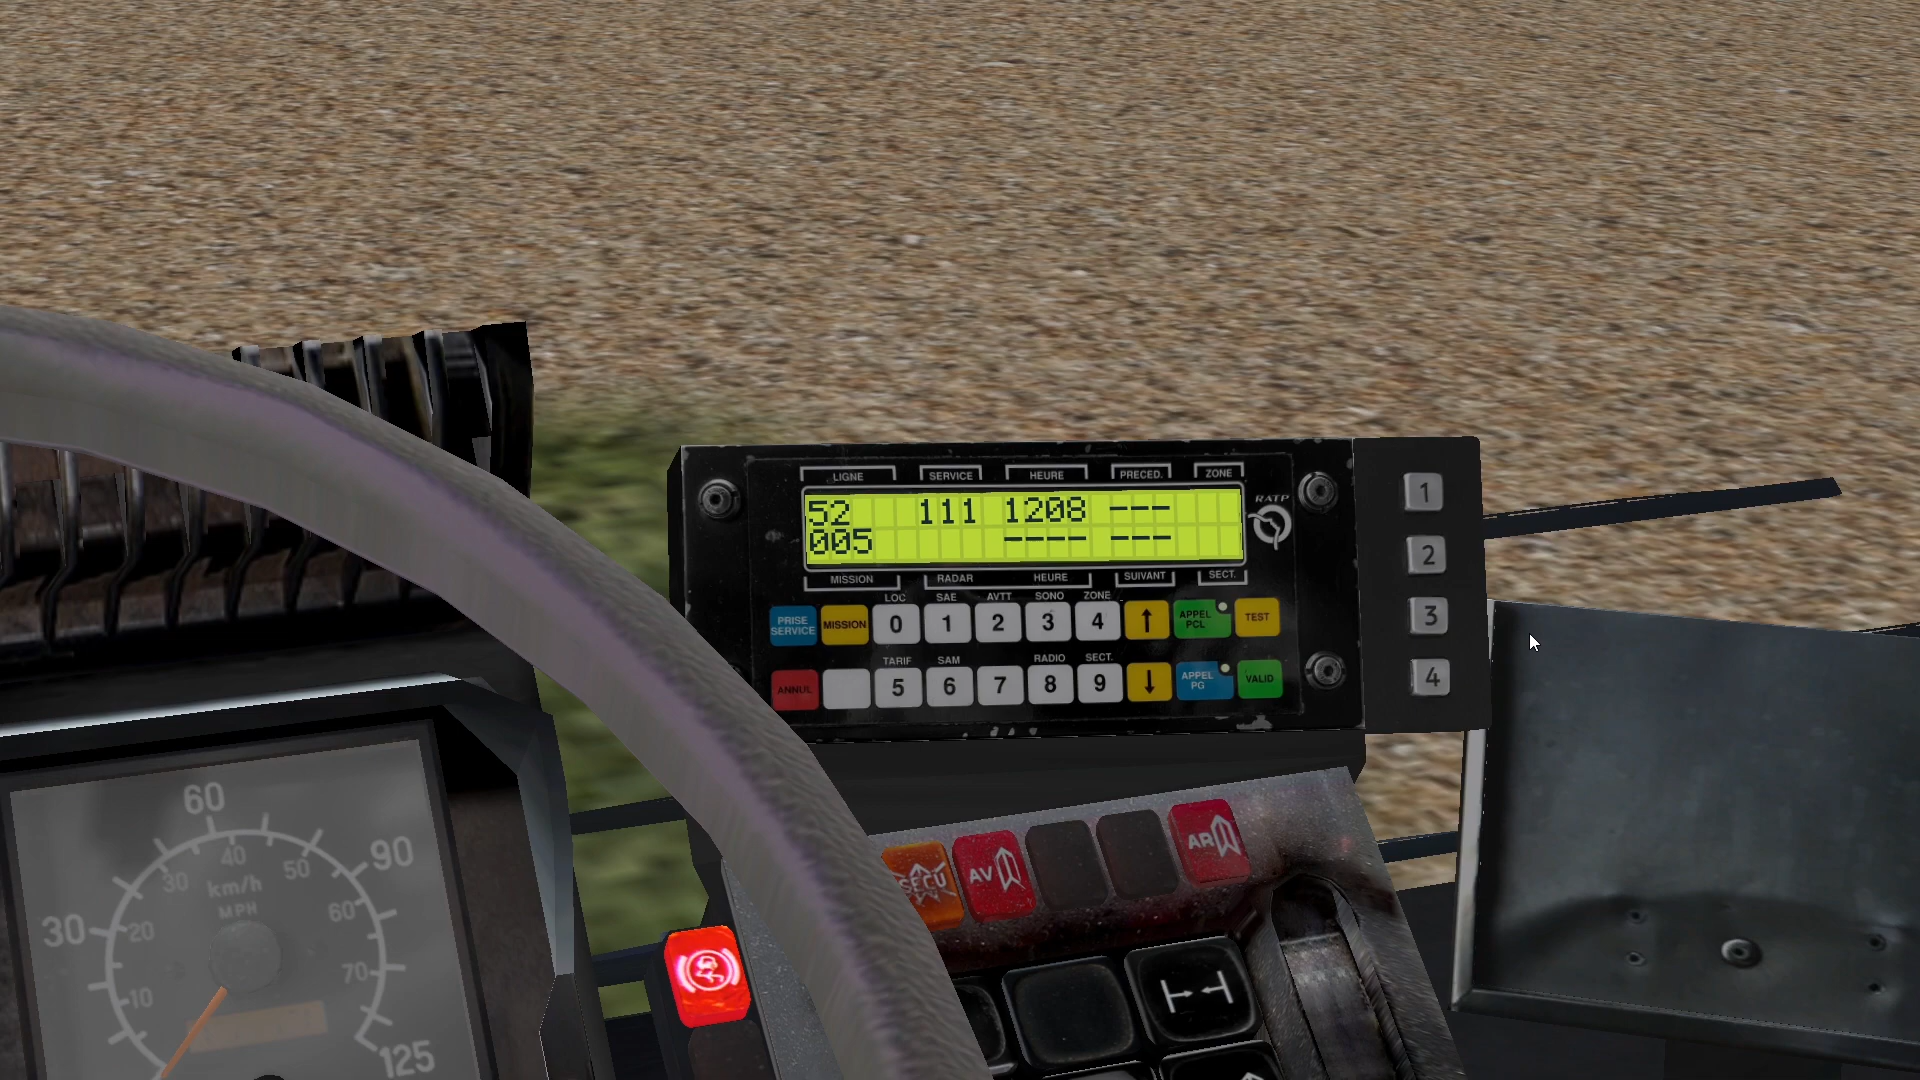 LIGNE SERVICE HEURE PRECED. ZONE
52 111 1208 ---
005 ---- ---
RATP
MISSION RADAR HEURE SUIVANT SECT.
LOC SAE AVTT SONO ZONE
PRISE SERVICE MISSION 0 1 2 3 4 ↑ APPEL PCL TEST
TARIF SAM RADIO SECT.
ANNUL 5 6 7 8 9 ↓ APPEL PG VALID
1
2
3
4
SECU AV AR
60
40
90
30 50
km/h
MPH
30 20 60
70
10
125